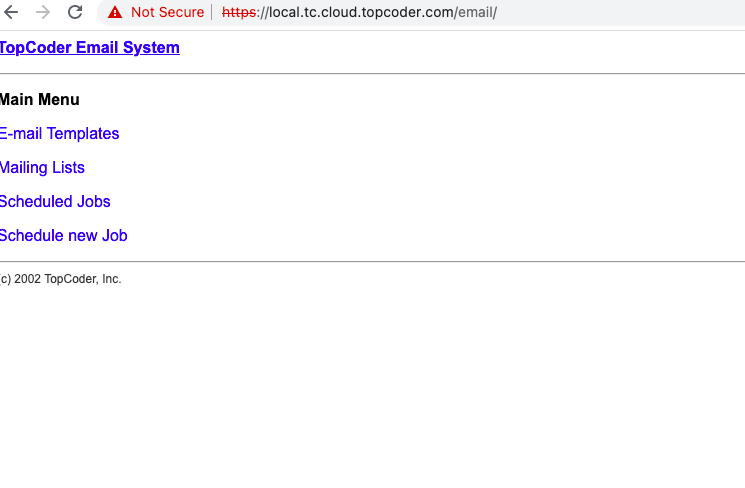 Not Secure | https://local.tc.cloud.topcoder.com/email/
TopCoder Email System
Main Menu
E-mail Templates
Mailing Lists
Scheduled Jobs
Schedule new Job
(c) 2002 TopCoder, Inc.